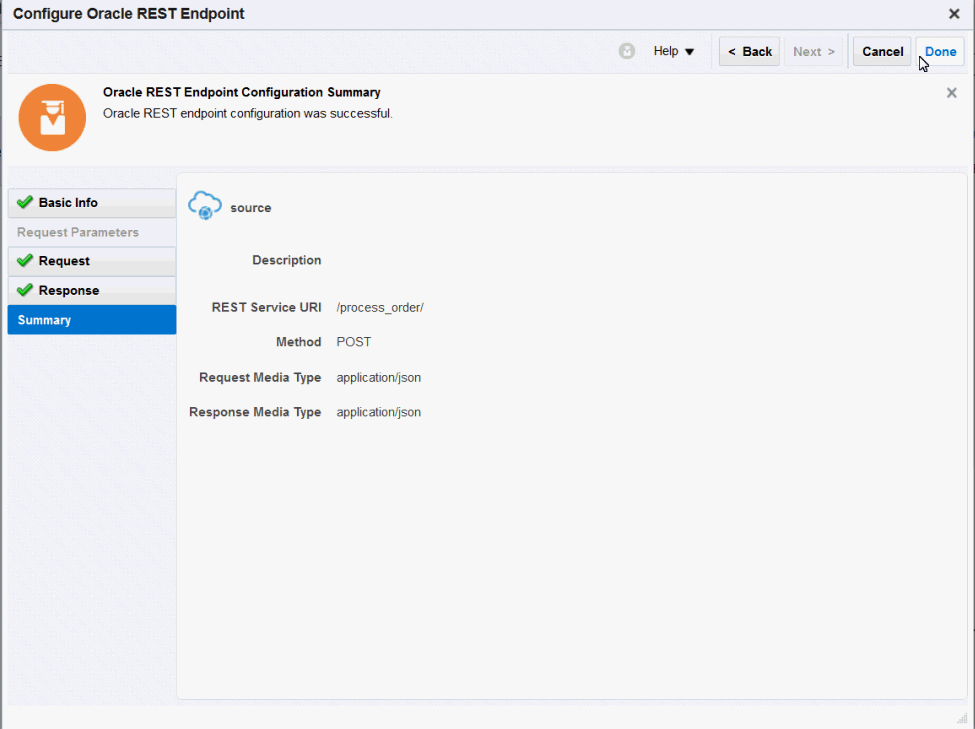 Configure Oracle REST Endpoint
Help
< Back
Next >
Cancel
Done
Oracle REST Endpoint Configuration Summary
Oracle REST endpoint configuration was successful.
Basic Info
Request Parameters
Request
Response
Summary
source
Description
REST Service URI /process_order/
Method POST
Request Media Type application/json
Response Media Type application/json